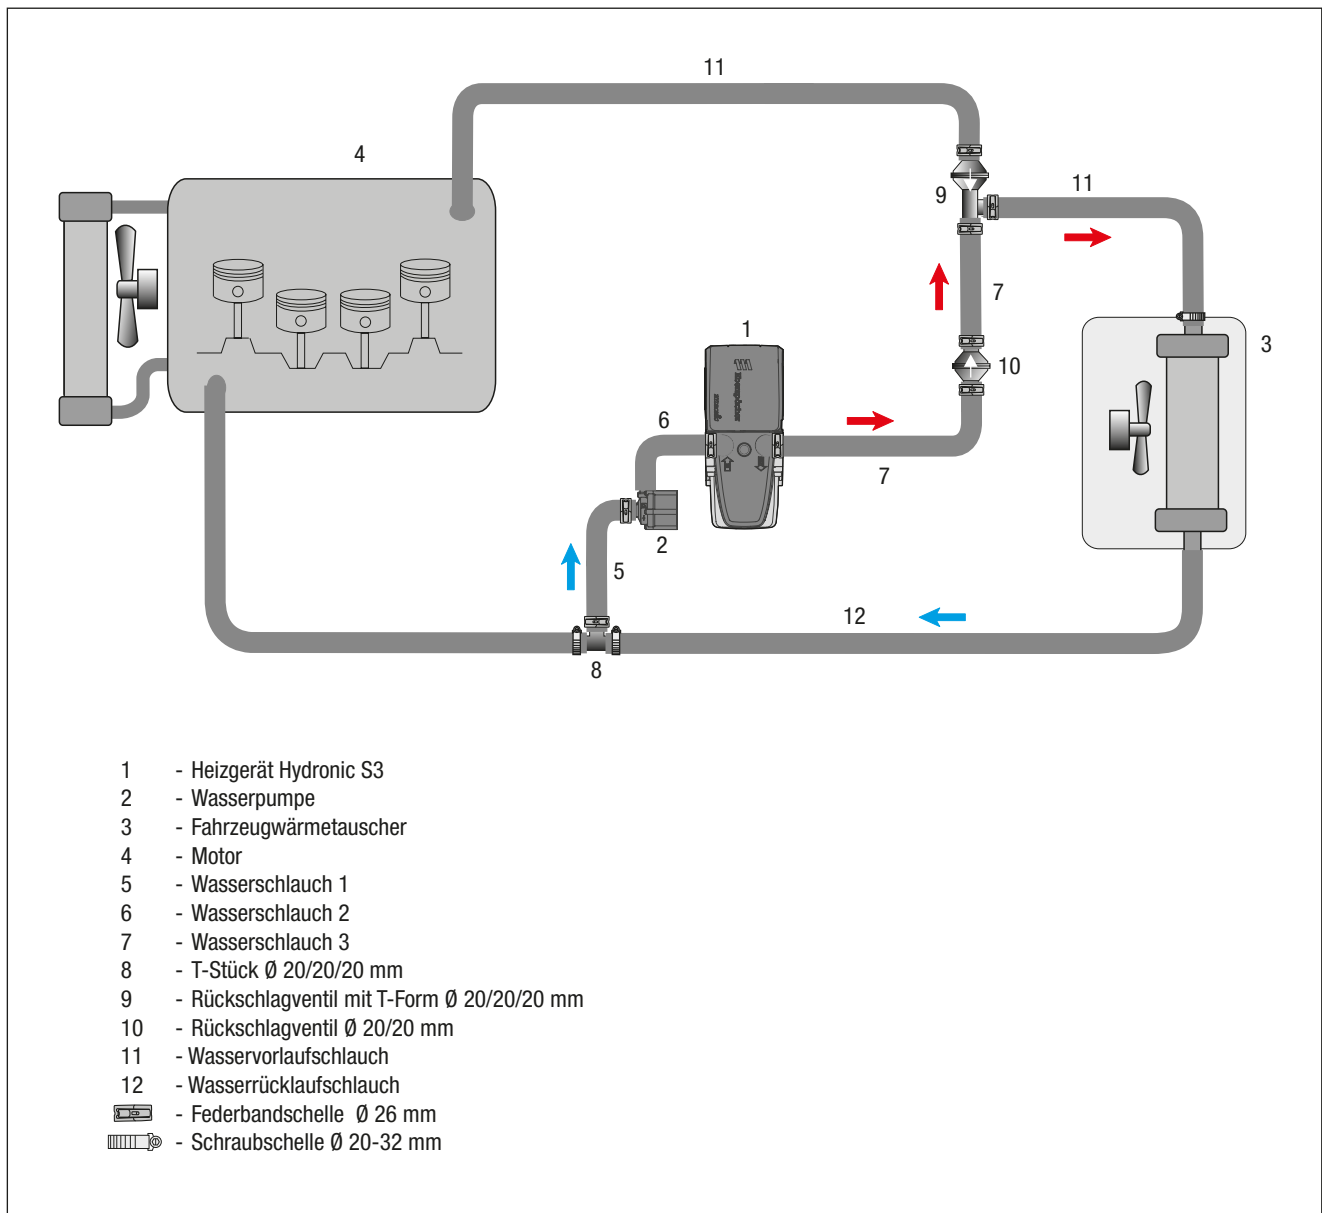 11
4
9
11
7
1
3
10
6
7
2
5
12
8
Eberspächer
1 - Heizgerät Hydronic S3
2 - Wasserpumpe
3 - Fahrzeugwärmetauscher
4 - Motor
5 - Wasserschlauch 1
6 - Wasserschlauch 2
7 - Wasserschlauch 3
8 - T-Stück Ø 20/20/20 mm
9 - Rückschlagventil mit T-Form Ø 20/20/20 mm
10 - Rückschlagventil Ø 20/20 mm
11 - Wasservorlaufschlauch
12 - Wasserrücklaufschlauch
- Federbandschelle Ø 26 mm
- Schraubschelle Ø 20-32 mm